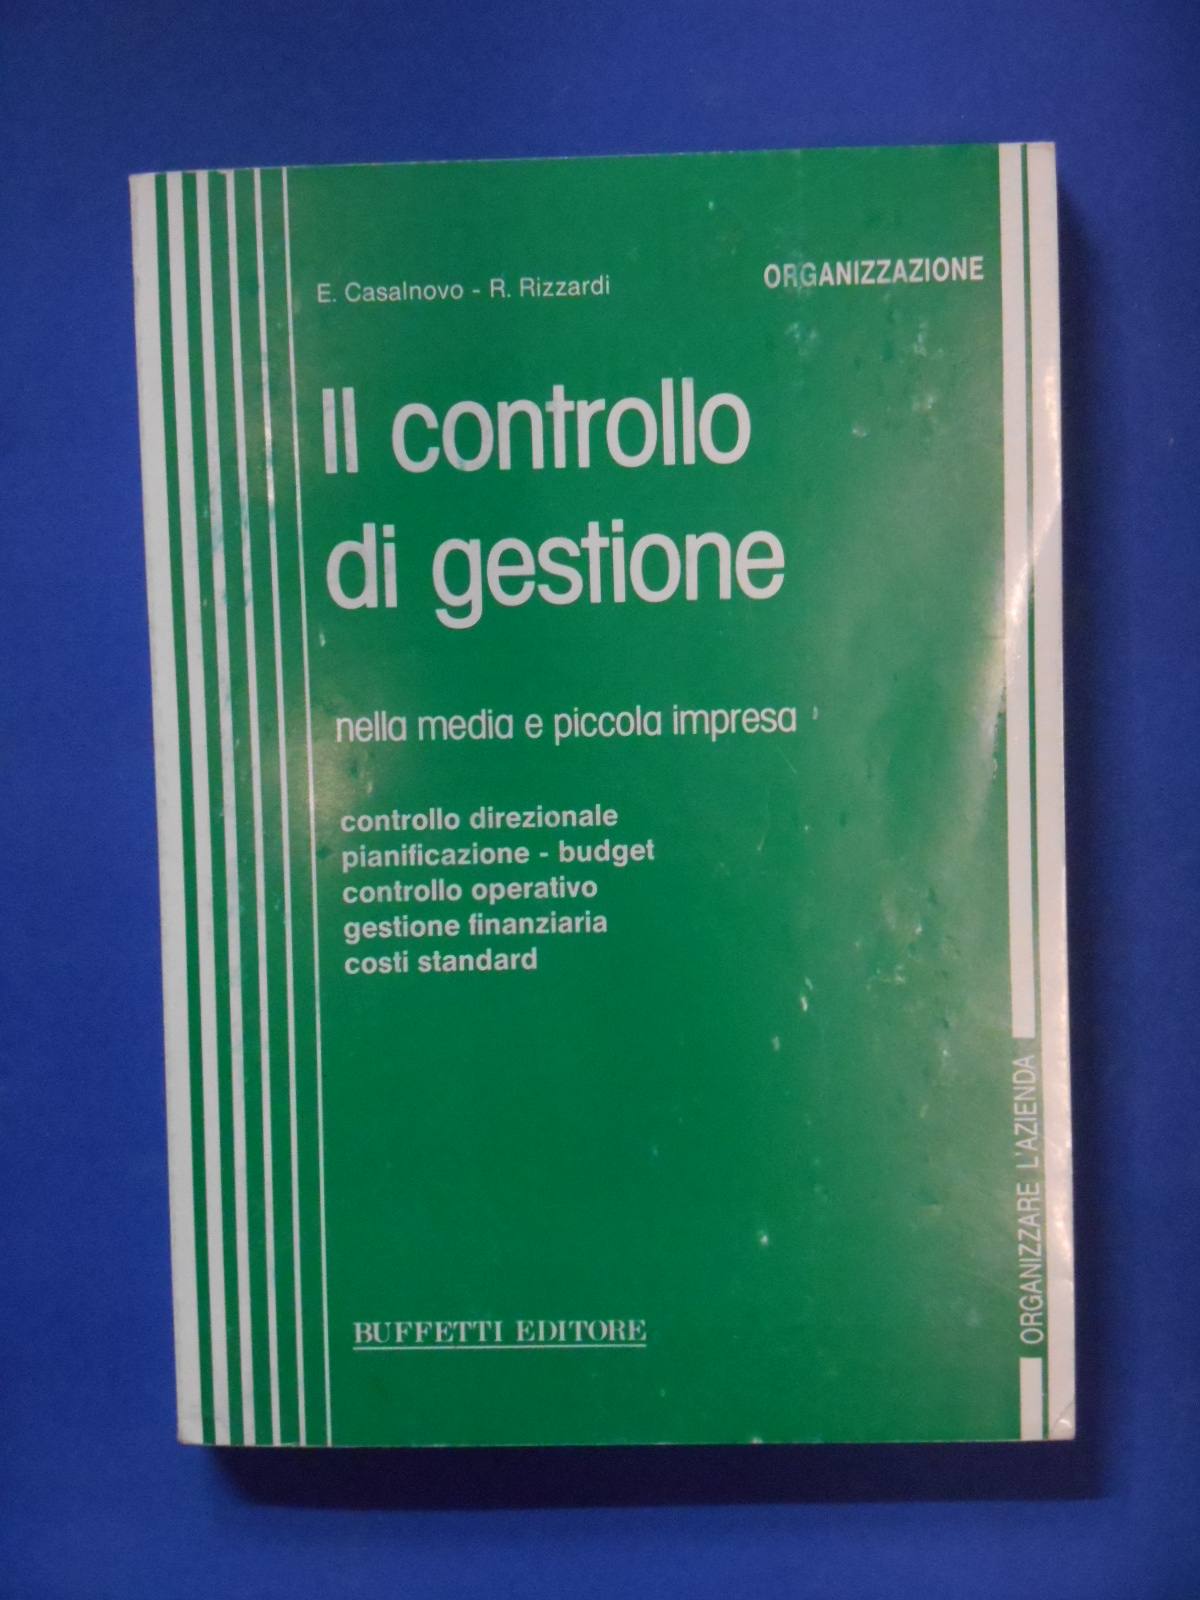 E. Casalnovo - R. Rizzardi
ORGANIZZAZIONE
Il controllo
di gestione
nella media e piccola impresa
controllo direzionale
pianificazione - budget
controllo operativo
gestione finanziaria
costi standard
BUFFETTI EDITORE
ORGANIZZARE L'AZIENDA